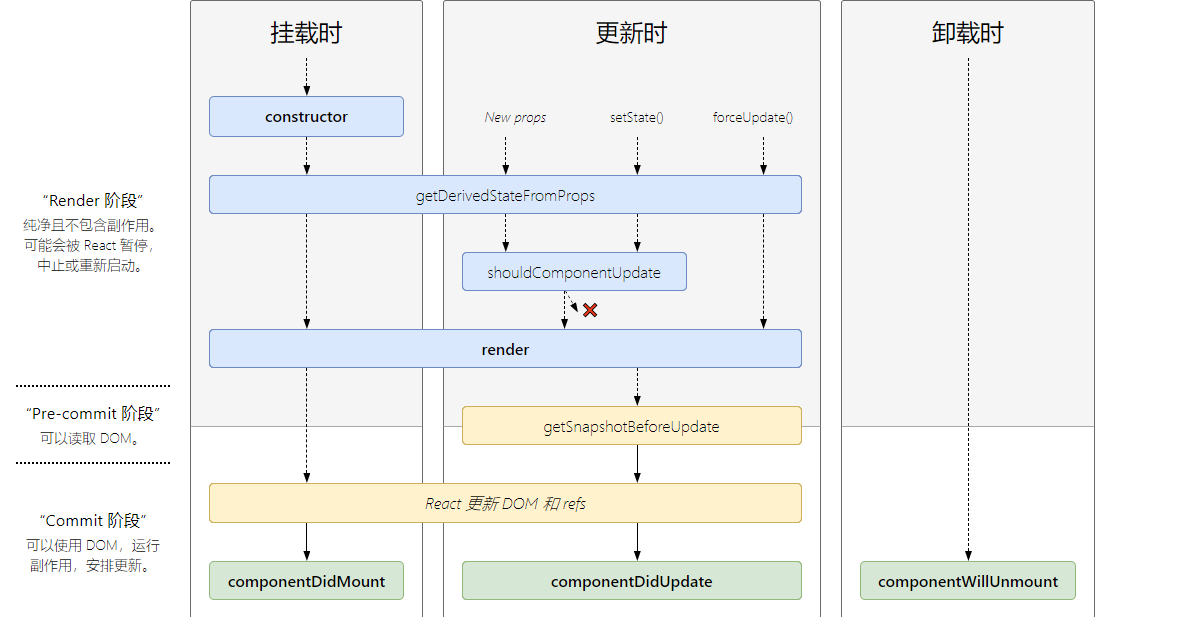 挂载时
更新时
卸载时
constructor
New props
setState()
forceUpdate()
getDerivedStateFromProps
“Render 阶段”
纯净且不包含副作用。
可能会被 React 暂停，
中止或重新启动。
shouldComponentUpdate
render
“Pre-commit 阶段”
可以读取 DOM。
getSnapshotBeforeUpdate
React 更新 DOM 和 refs
“Commit 阶段”
可以使用 DOM，运行
副作用，安排更新。
componentDidMount
componentDidUpdate
componentWillUnmount